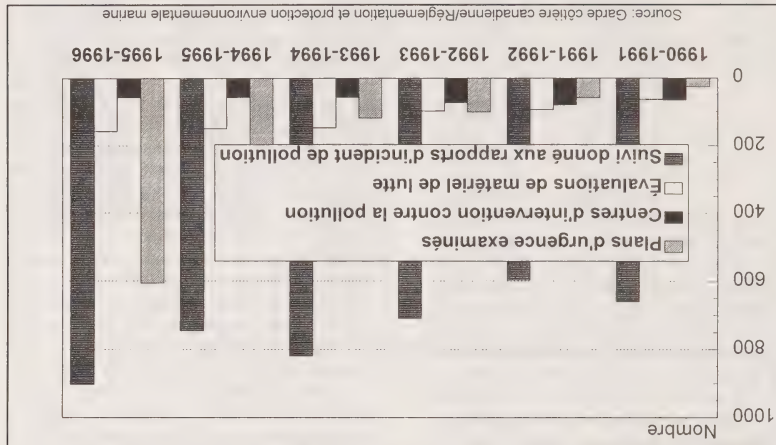 Nombre
1000
800
600
400
200
0
Plans d'urgence examinés
Centres d'intervention contre la pollution
Évaluations de matériel de lutte
Suivi donné aux rapports d'incident de pollution
1990-1991 1991-1992 1992-1993 1993-1994 1994-1995 1995-1996
Source: Garde côtière canadienne/Réglementation et protection environnementale marine